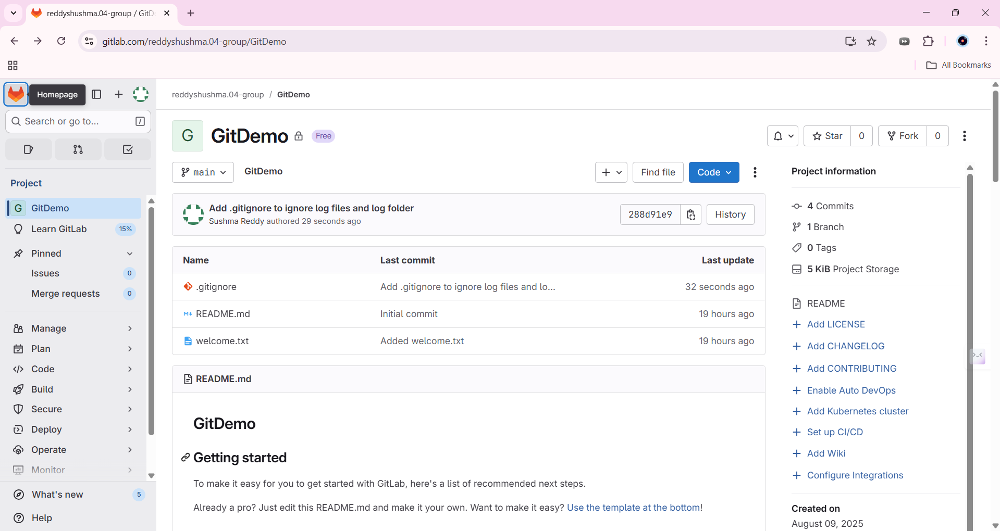 reddyshushma.04-group / GitD
gitlab.com/reddyshushma.04-group/GitDemo
All Bookmarks
Homepage
Search or go to...
/
Project
G GitDemo
Learn GitLab 15%
Pinned
Issues 0
Merge requests 0
Manage
Plan
Code
Build
Secure
Deploy
Operate
Monitor
What's new 5
Help
reddyshushma.04-group / GitDemo
G GitDemo Free
Star 0 Fork 0
main GitDemo Find file Code
Add .gitignore to ignore log files and log folder
Sushma Reddy authored 29 seconds ago
288d91e9 History
Name Last commit Last update
.gitignore Add .gitignore to ignore log files and lo... 32 seconds ago
README.md Initial commit 19 hours ago
welcome.txt Added welcome.txt 19 hours ago
README.md
GitDemo
Getting started
To make it easy for you to get started with GitLab, here's a list of recommended next steps.
Already a pro? Just edit this README.md and make it your own. Want to make it easy? Use the template at the bottom!
Project information
4 Commits
1 Branch
0 Tags
5 KiB Project Storage
README
Add LICENSE
Add CHANGELOG
Add CONTRIBUTING
Enable Auto DevOps
Add Kubernetes cluster
Set up CI/CD
Add Wiki
Configure Integrations
Created on
August 09, 2025